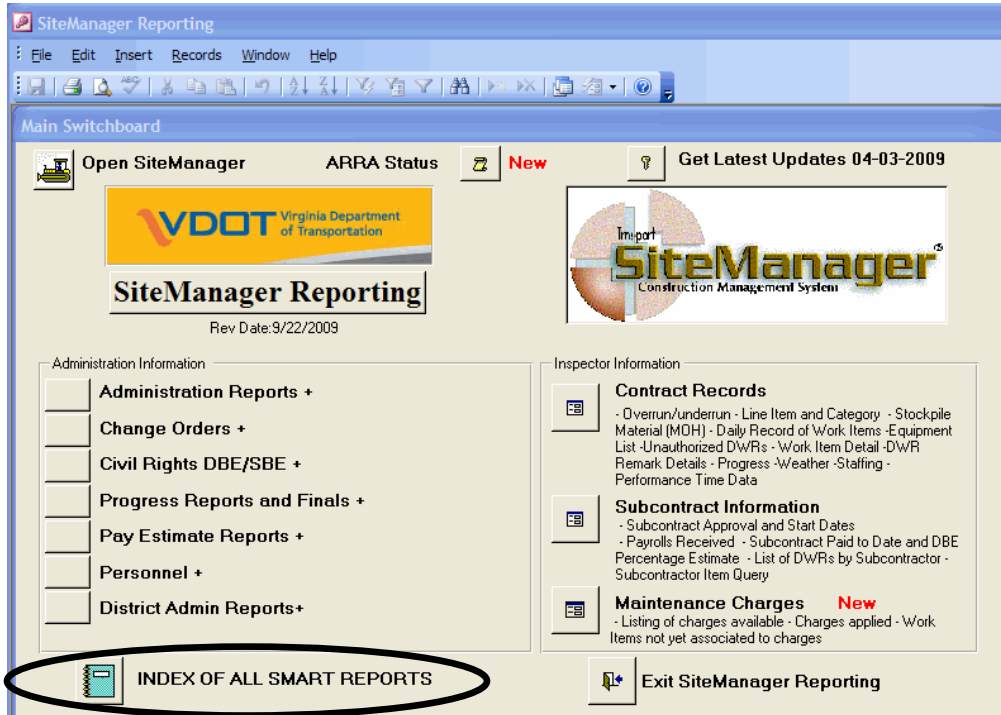 SiteManager Reporting
File Edit Insert Records Window Help
Main Switchboard
Open SiteManager ARRA Status New Get Latest Updates 04-03-2009
VDOT Virginia Department
of Transportation
Trns•port
SiteManager®
Construction Management System
SiteManager Reporting
Rev Date:9/22/2009
Administration Information
Administration Reports +
Change Orders +
Civil Rights DBE/SBE +
Progress Reports and Finals +
Pay Estimate Reports +
Personnel +
District Admin Reports+
Inspector Information
Contract Records
- Overrun/underrun - Line Item and Category - Stockpile
Material (MOH) - Daily Record of Work Items -Equipment
List -Unauthorized DWRs - Work Item Detail -DWR
Remark Details - Progress -Weather -Staffing -
Performance Time Data
Subcontract Information
- Subcontract Approval and Start Dates
- Payrolls Received - Subcontract Paid to Date and DBE
Percentage Estimate - List of DWRs by Subcontractor -
Subcontractor Item Query
Maintenance Charges New
- Listing of charges available - Charges applied - Work
Items not yet associated to charges
INDEX OF ALL SMART REPORTS
Exit SiteManager Reporting